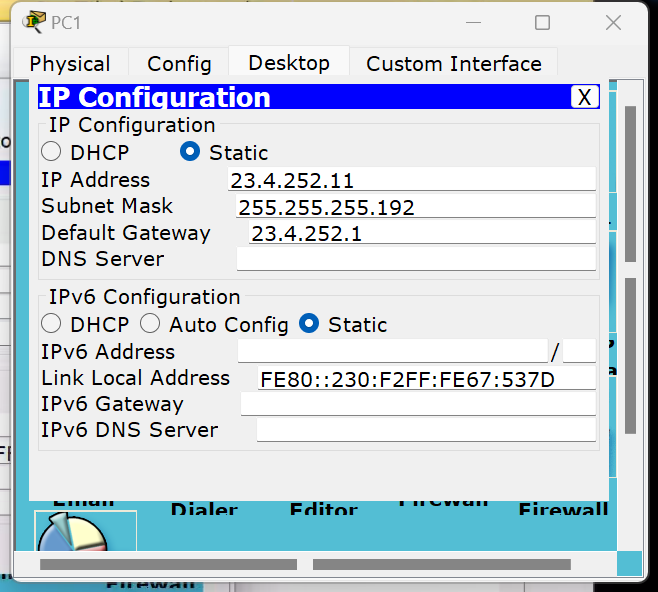 PC1
Physical Config Desktop Custom Interface
IP Configuration X
IP Configuration
DHCP Static
IP Address 23.4.252.11
Subnet Mask 255.255.255.192
Default Gateway 23.4.252.1
DNS Server
IPv6 Configuration
DHCP Auto Config Static
IPv6 Address /
Link Local Address FE80::230:F2FF:FE67:537D
IPv6 Gateway
IPv6 DNS Server
Email Dialer Editor Firewall Firewall
Firewall